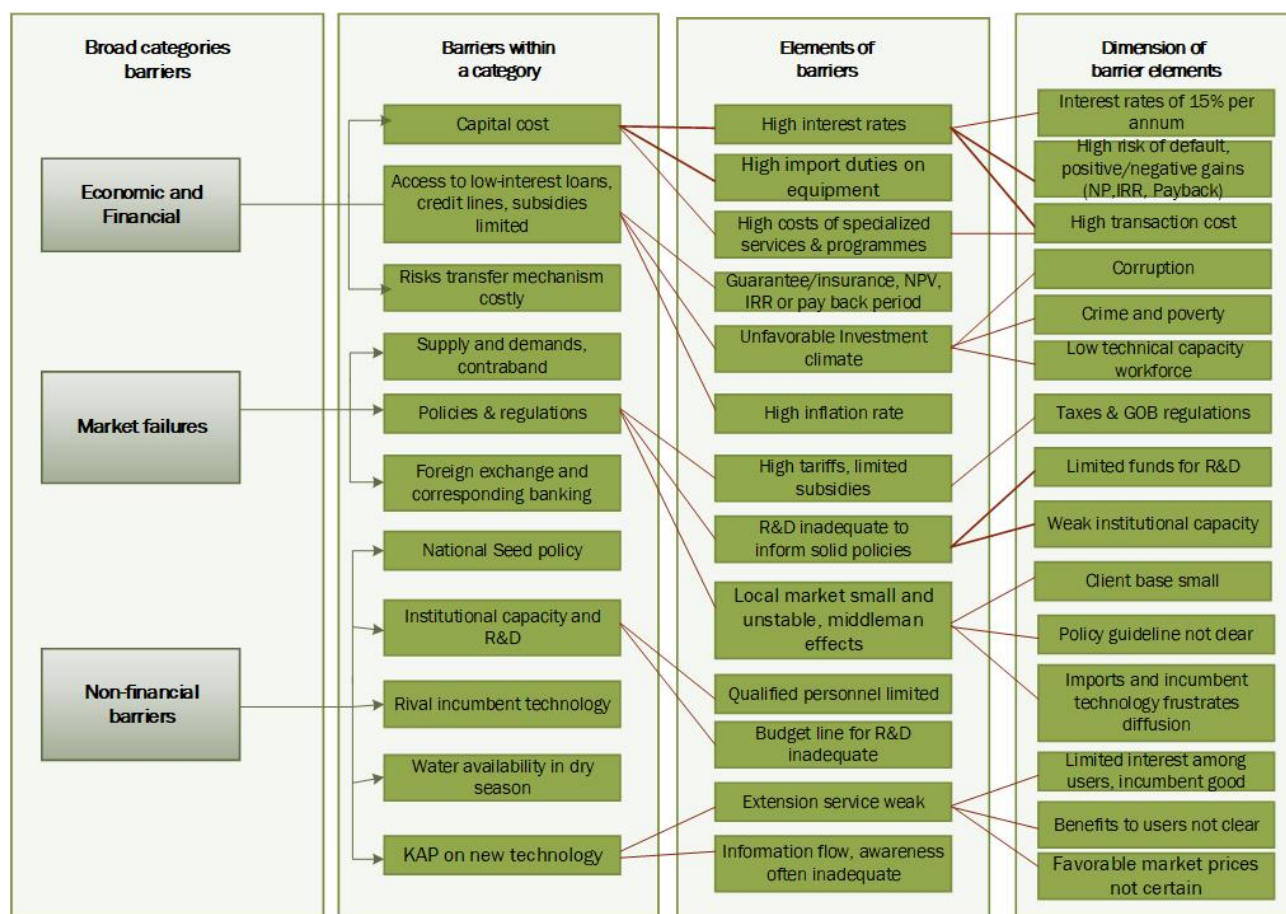 Broad categories
barriers
Economic and
Financial
Market failures
Non-financial
barriers
Barriers within
a category
Capital cost
Access to low-interest loans,
credit lines, subsidies
limited
Risks transfer mechanism
costly
Supply and demands,
contraband
Policies & regulations
Foreign exchange and
corresponding banking
National Seed policy
Institutional capacity and
R&D
Rival incumbent technology
Water availability in dry
season
KAP on new technology
Elements of
barriers
High interest rates
High import duties on
equipment
High costs of specialized
services & programmes
Guarantee/insurance, NPV,
IRR or pay back period
Unfavorable Investment
climate
High inflation rate
High tariffs, limited
subsidies
R&D inadequate to
inform solid policies
Local market small and
unstable, middleman
effects
Qualified personnel limited
Budget line for R&D
inadequate
Extension service weak
Information flow, awareness
often inadequate
Dimension of
barrier elements
Interest rates of 15% per
annum
High risk of default,
positive/negative gains
(NP,IRR, Payback)
High transaction cost
Corruption
Crime and poverty
Low technical capacity
workforce
Taxes & GOB regulations
Limited funds for R&D
Weak institutional capacity
Client base small
Policy guideline not clear
Imports and incumbent
technology frustrates
diffusion
Limited interest among
users, incumbent good
Benefits to users not clear
Favorable market prices
not certain